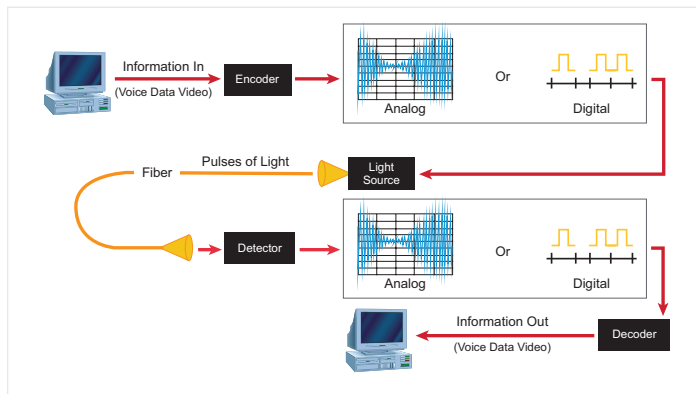 Information In
(Voice Data Video)
Encoder
Analog
Or
Digital
Fiber
Pulses of Light
Light
Source
Detector
Analog
Or
Digital
Information Out
(Voice Data Video)
Decoder